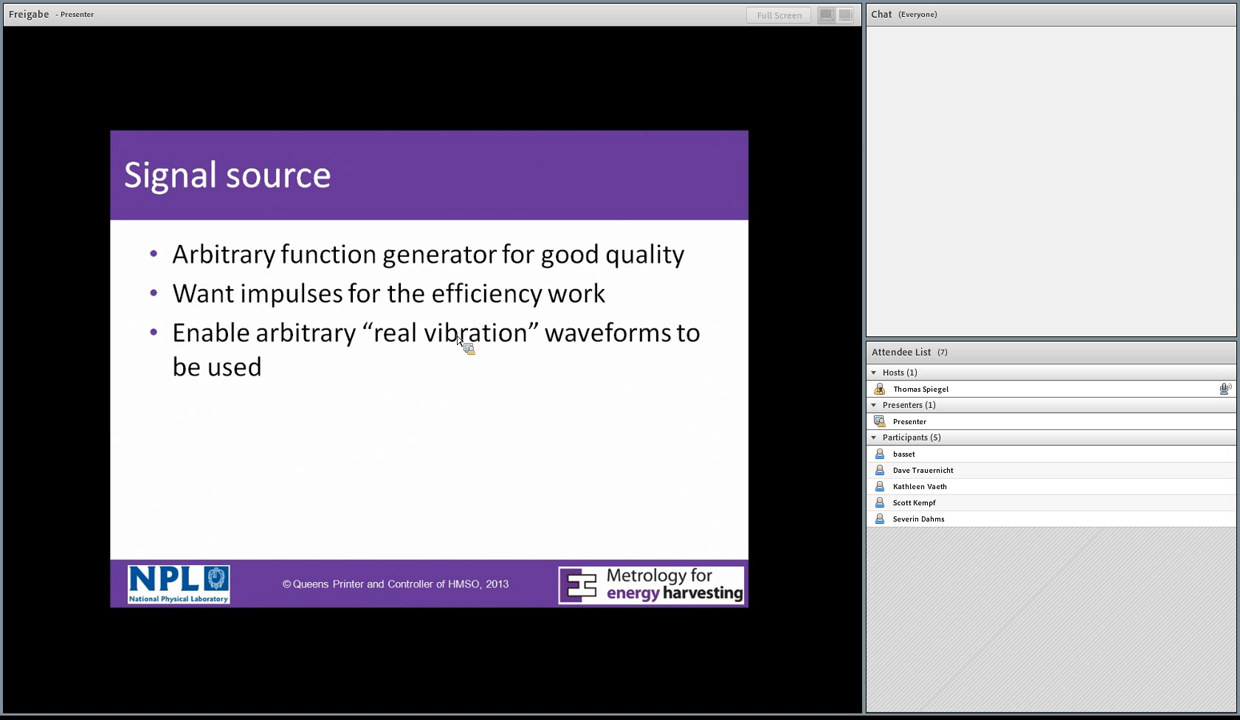 Freigabe - Presenter
Full Screen
Signal source
• Arbitrary function generator for good quality
• Want impulses for the efficiency work
• Enable arbitrary “real vibration” waveforms to
be used
NPL
National Physical Laboratory
© Queens Printer and Controller of HMSO, 2013
Metrology for
energy harvesting
Chat (Everyone)
Attendee List (7)
Hosts (1)
Thomas Spiegel
Presenters (1)
Presenter
Participants (5)
basset
Dave Trauernicht
Kathleen Vaeth
Scott Kempf
Severin Dahms